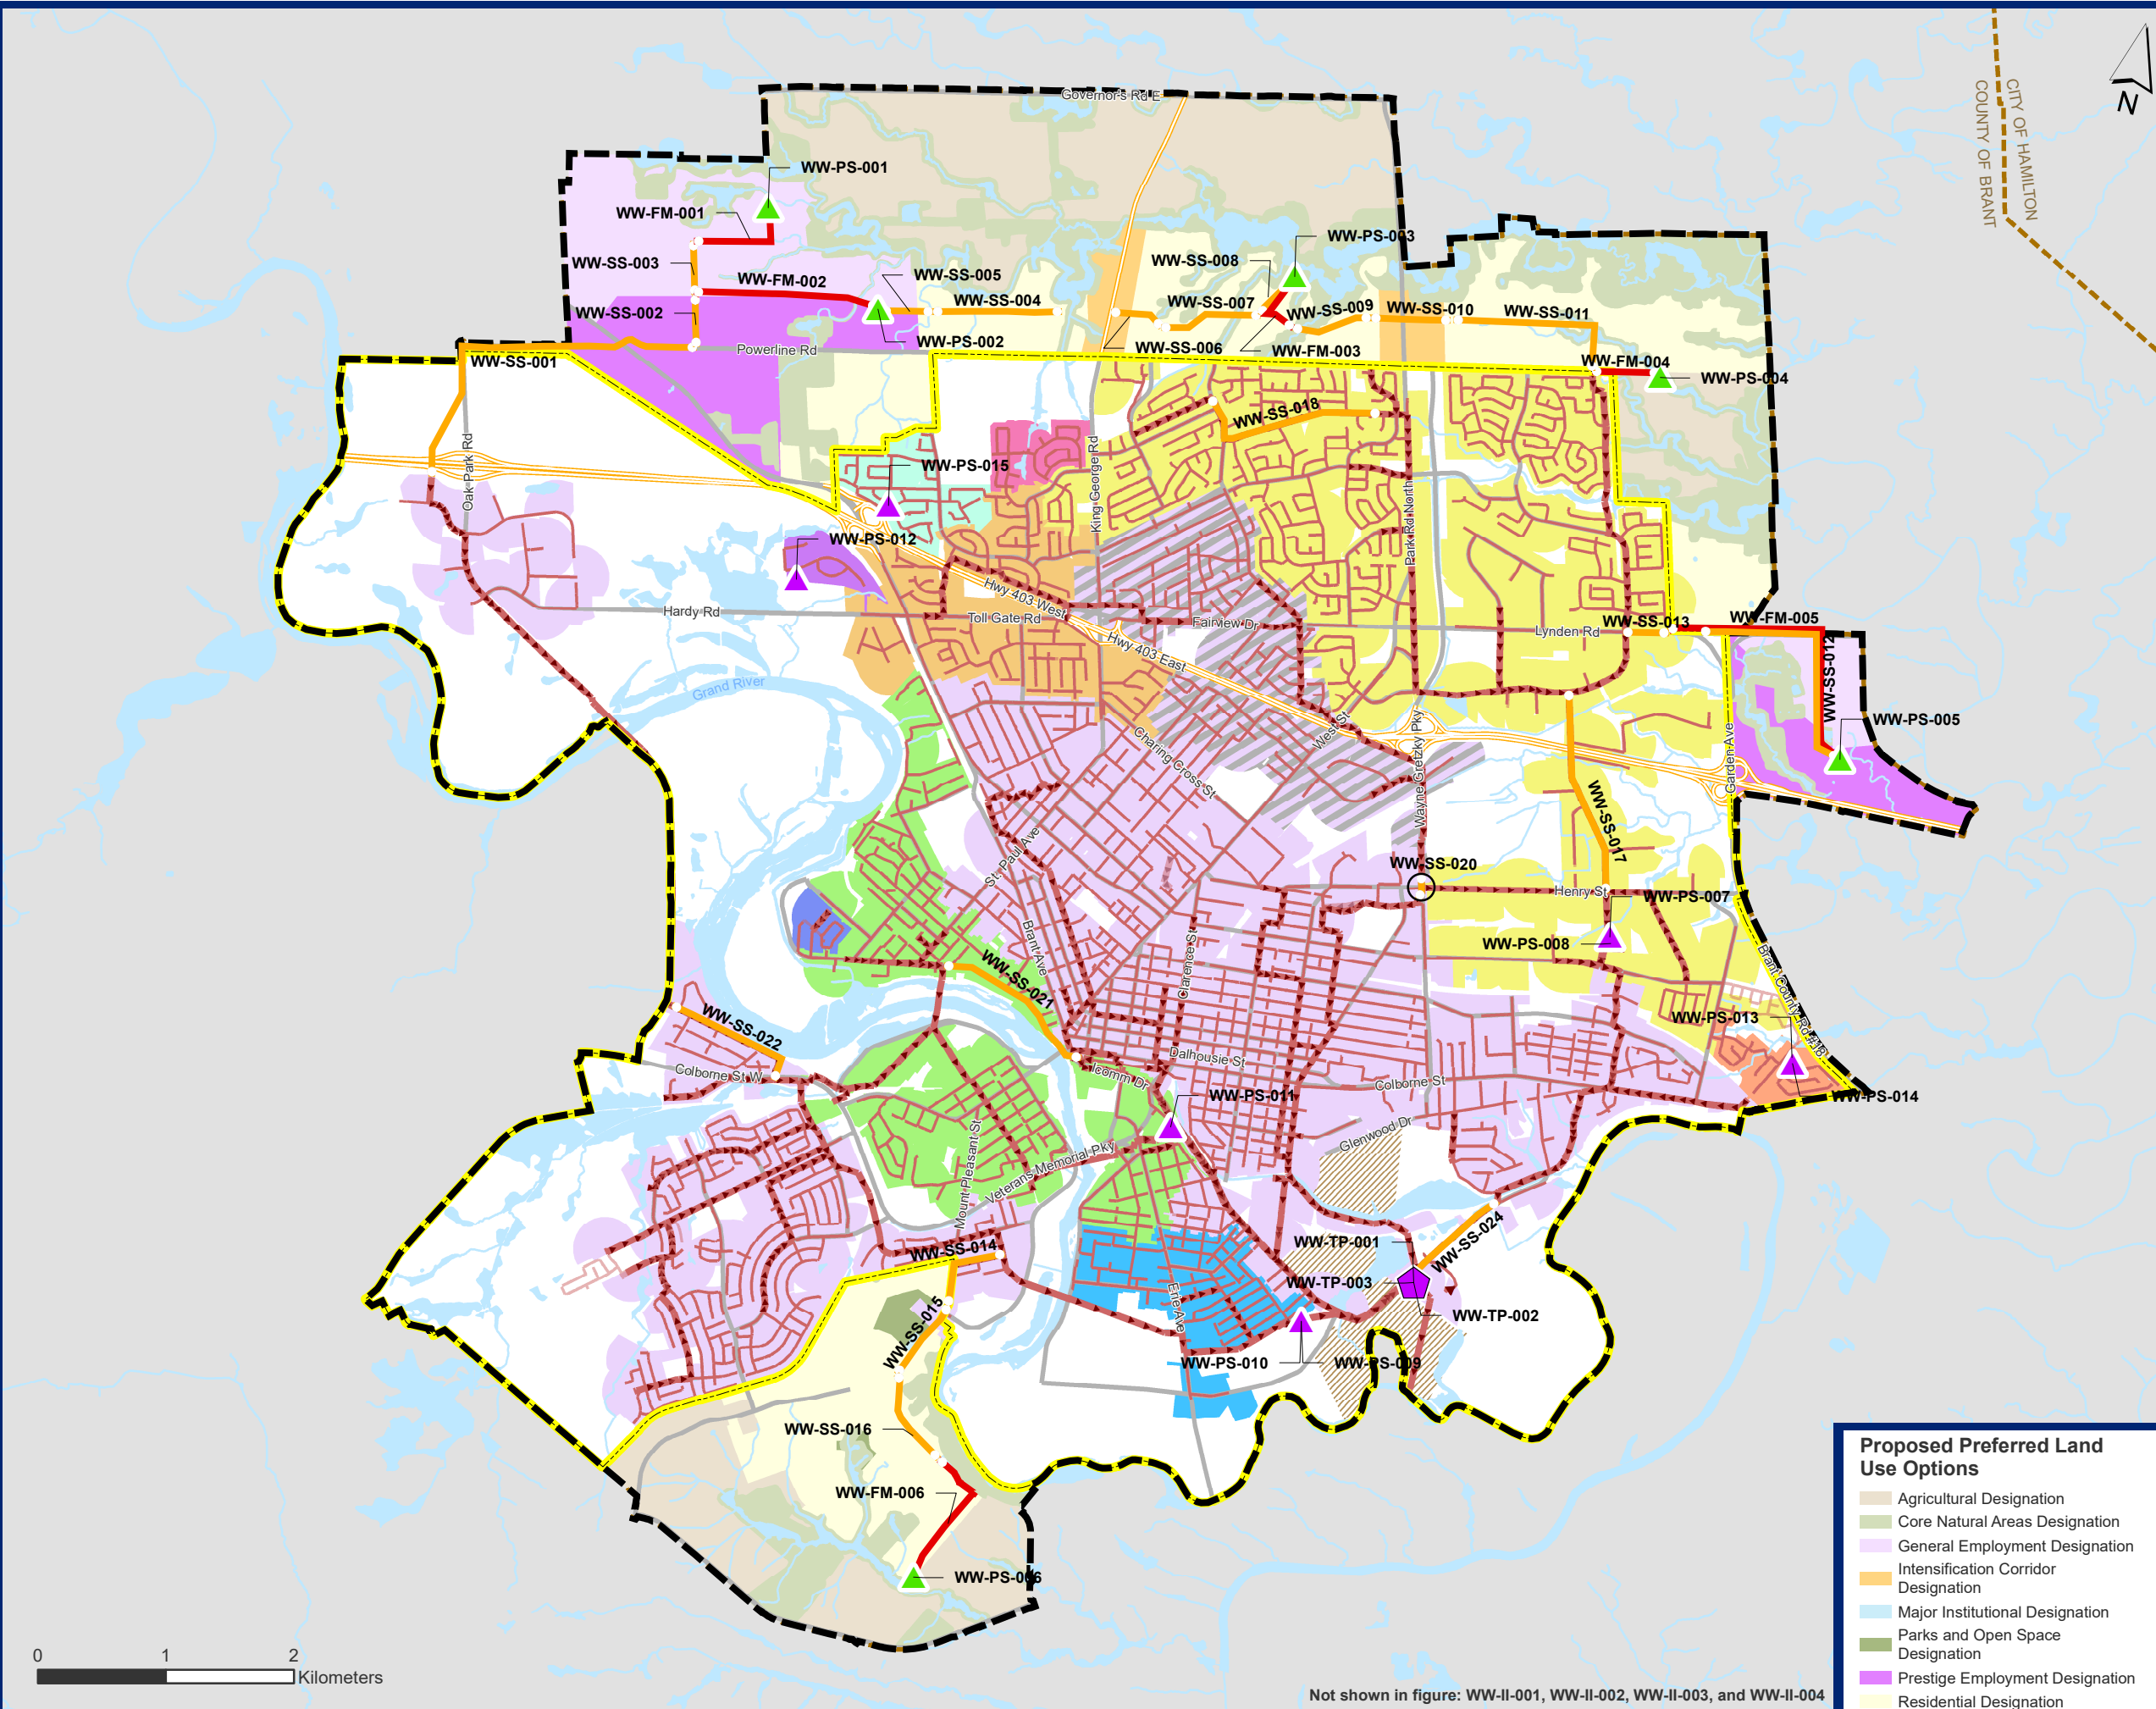 Governor's Rd E
CITY OF HAMILTON
COUNTY OF BRANT
N
WW-PS-001
WW-FM-001
WW-PS-003
WW-SS-003
WW-SS-008
WW-FM-002
WW-SS-005
WW-SS-004
WW-SS-007
WW-SS-009
WW-SS-010
WW-SS-011
WW-SS-002
Powerline Rd
WW-PS-002
WW-SS-006
WW-FM-003
WW-SS-001
WW-FM-004
WW-PS-004
WW-SS-018
Oak Park Rd
King George Rd
Park Rd North
WW-PS-015
WW-PS-012
Hwy 403 West
Hardy Rd
Toll Gate Rd
Fairview Dr
Lynden Rd
WW-SS-013
WW-FM-005
WW-SS-012
Hwy 403 East
Grand River
West St
Charing Cross St
Wayne Gretzky Pky
Garden Ave
WW-PS-005
WW-SS-017
St. Paul Ave
WW-SS-020
Henry St
WW-PS-007
WW-PS-008
Brant Ave
Clarence St
WW-SS-021
Brant County Rd #18
WW-SS-022
WW-PS-013
Dalhousie St
Colborne St W
Icomm Dr
Colborne St
WW-PS-011
WW-PS-014
Glenwood Dr
Mount Pleasant St
Veterans Memorial Pky
WW-SS-014
WW-TP-001
WW-SS-024
WW-TP-003
WW-TP-002
Erie Ave
WW-SS-015
WW-PS-010
WW-PS-009
WW-SS-016
WW-FM-006
WW-PS-006
Proposed Preferred Land
Use Options
Agricultural Designation
Core Natural Areas Designation
General Employment Designation
Intensification Corridor
Designation
Major Institutional Designation
Parks and Open Space
Designation
Prestige Employment Designation
Residential Designation
0 1 2
Kilometers
Not shown in figure: WW-II-001, WW-II-002, WW-II-003, and WW-II-004